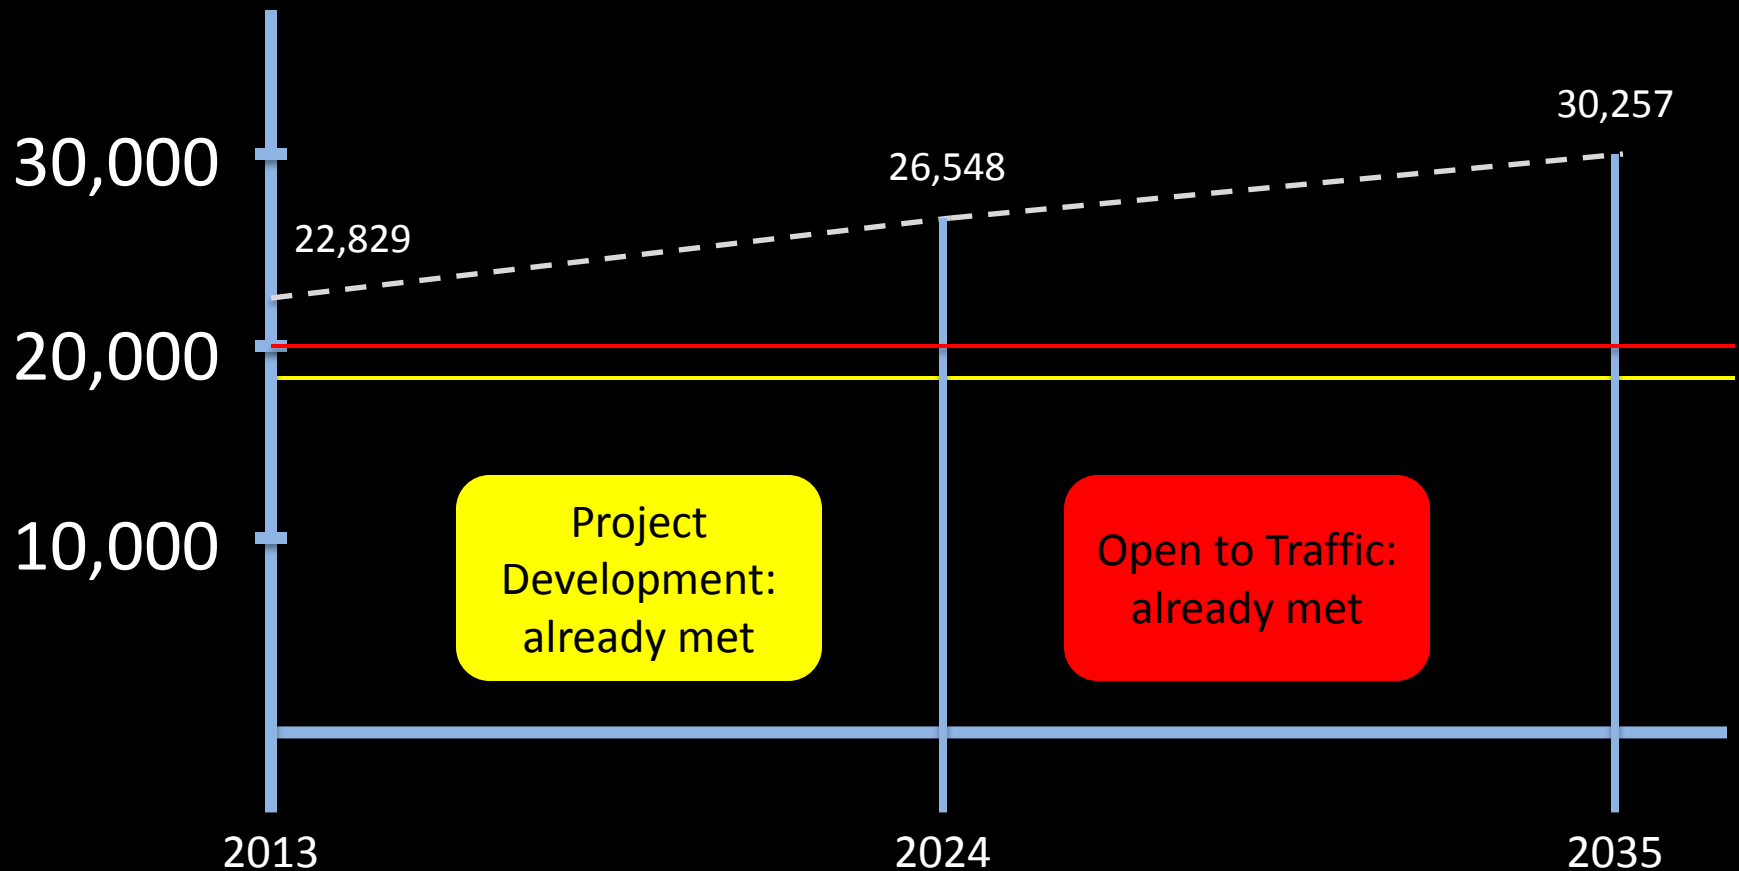 30,257
30,000
26,548
22,829
20,000
10,000
Project
Development:
already met
Open to Traffic:
already met
2013
2024
2035